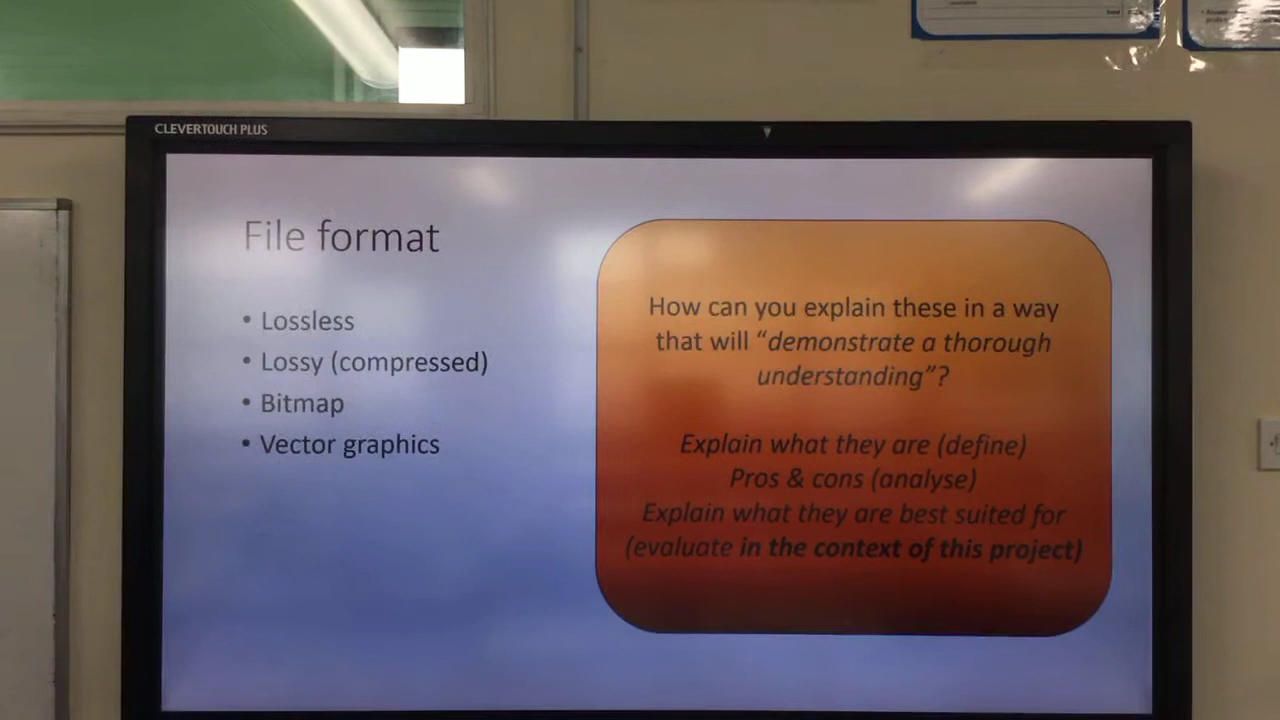 CLEVERTOUCH PLUS
File format
• Lossless
• Lossy (compressed)
• Bitmap
• Vector graphics
How can you explain these in a way
that will “demonstrate a thorough
understanding”?
Explain what they are (define)
Pros & cons (analyse)
Explain what they are best suited for
(evaluate in the context of this project)